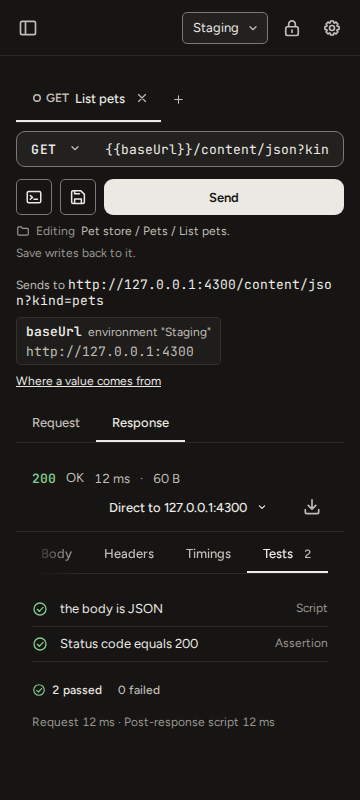 Staging
GET List pets
GET {{baseUrl}}/content/json?kin
Send
Editing Pet store / Pets / List pets.
Save writes back to it.
Sends to http://127.0.0.1:4300/content/jso
n?kind=pets
baseUrl environment "Staging"
http://127.0.0.1:4300
Where a value comes from
Request Response
200 OK 12 ms · 60 B
Direct to 127.0.0.1:4300
Body Headers Timings Tests 2
the body is JSON Script
Status code equals 200 Assertion
2 passed 0 failed
Request 12 ms · Post-response script 12 ms